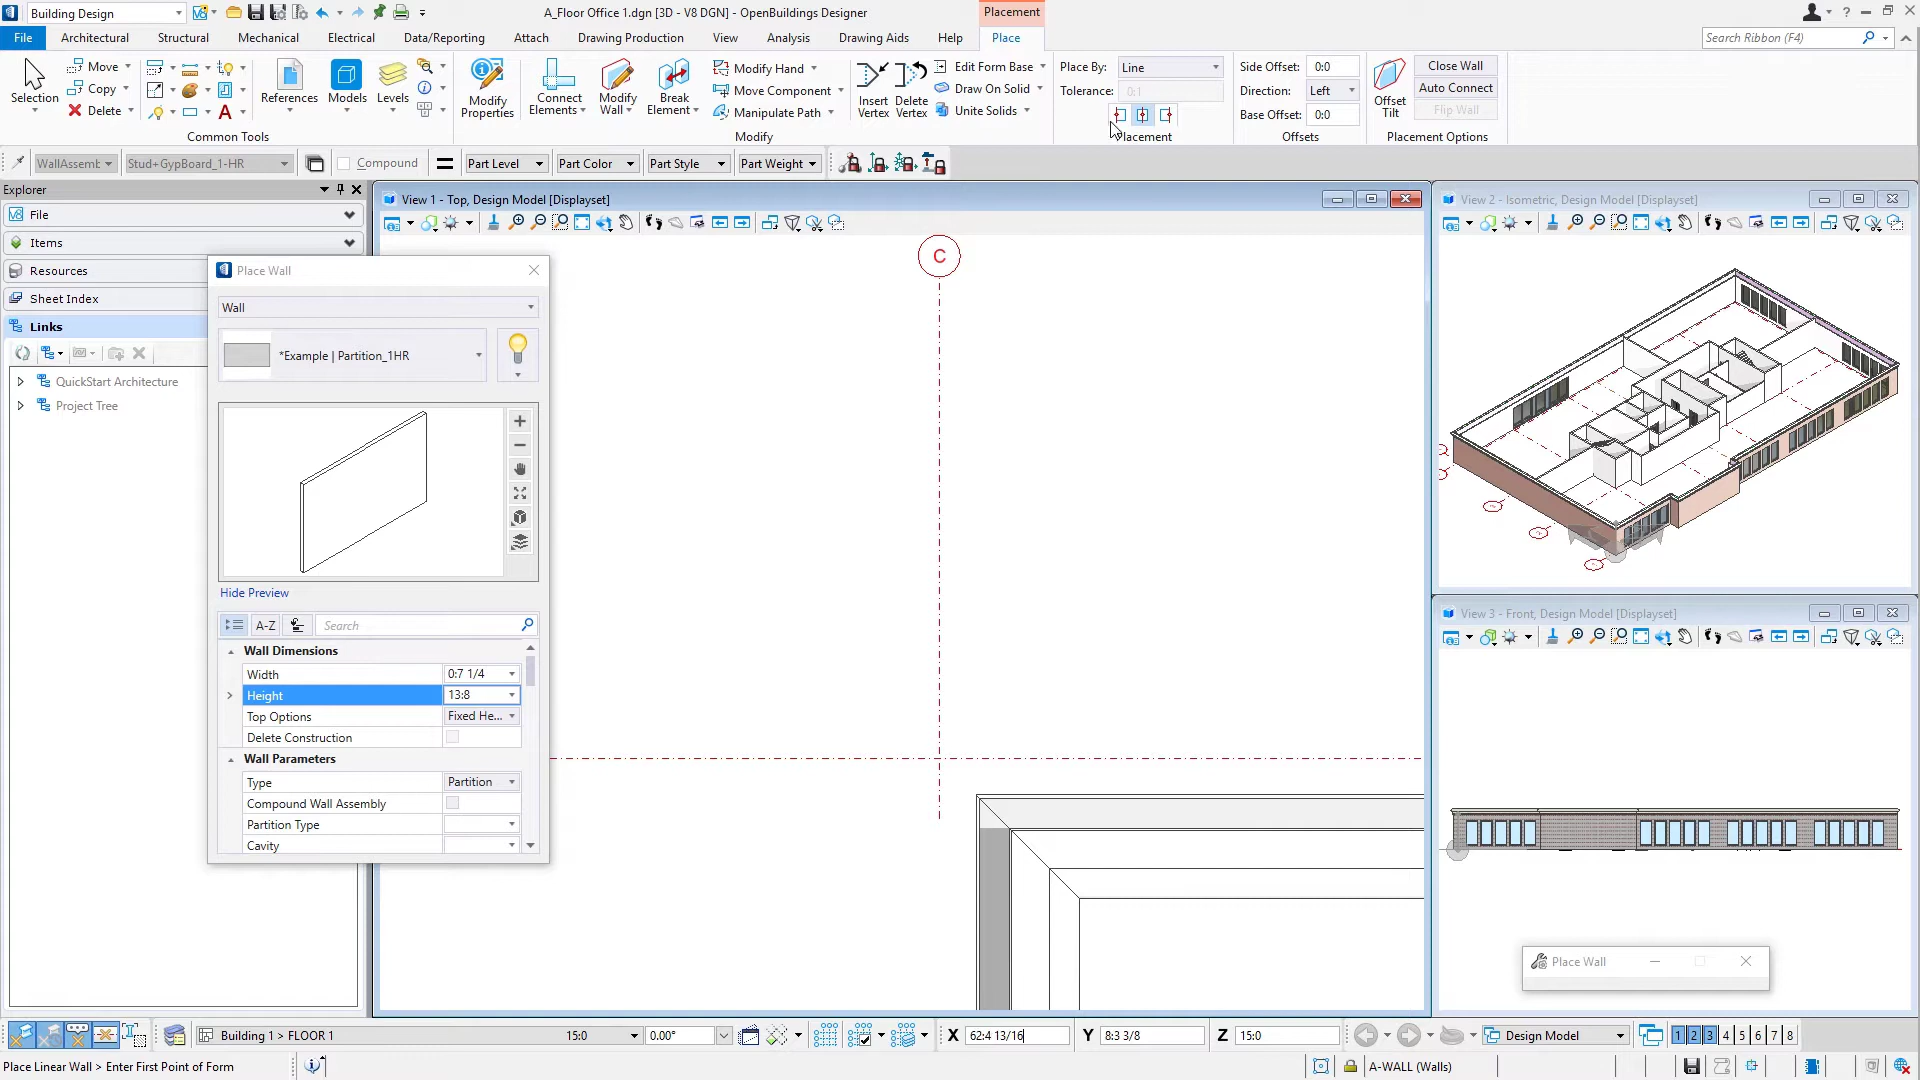 Building Design
A_Floor Office 1.dgn [3D - V8 DGN] - OpenBuildings Designer
Placement
File
Architectural
Structural
Mechanical
Electrical
Data/Reporting
Attach
Drawing Production
View
Analysis
Drawing Aids
Help
Place
Search Ribbon (F4)
Selection
Move
Copy
Delete
References
Models
Levels
Common Tools
Modify
Properties
Connect
Elements
Modify
Wall
Break
Element
Modify Hand
Modify Component
Manipulate Path
Insert
Vertex
Delete
Vertex
Edit Form Base
Draw On Solid
Unite Solids
Modify
Place By: Line
Tolerance: 0:1
Placement
Side Offset: 0:0
Direction: Left
Base Offset: 0:0
Offsets
Offset
Tilt
Close Wall
Auto Connect
Flip Wall
Placement Options
WallAssemb
Stud+GypBoard_1-HR
Compound
Part Level
Part Color
Part Style
Part Weight
Explorer
File
Items
Resources
Sheet Index
Links
QuickStart Architecture
Project Tree
View 1 - Top, Design Model [Displayset]
C
Place Wall
Wall
*Example | Partition_1HR
Hide Preview
A-Z
Search
Wall Dimensions
Width 0:7 1/4
Height 13:8
Top Options Fixed He...
Delete Construction
Wall Parameters
Type Partition
Compound Wall Assembly
Partition Type
Cavity
View 2 - Isometric, Design Model [Displayset]
View 3 - Front, Design Model [Displayset]
Place Wall
Building 1 > FLOOR 1 15:0
0.00°
X 62:4 13/16
Y 8:3 3/8
Z 15:0
Design Model
1 2 3 4 5 6 7 8
Place Linear Wall > Enter First Point of Form
A-WALL (Walls)